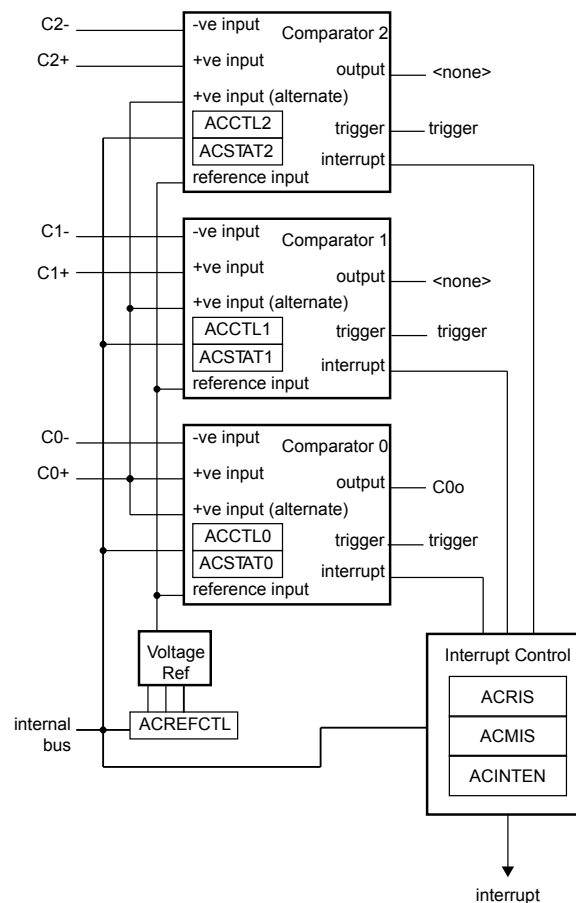 C2-
-ve input
Comparator 2
C2+
+ve input
output
<none>
+ve input (alternate)
ACCTL2
trigger
trigger
ACSTAT2
interrupt
reference input
C1-
-ve input
Comparator 1
C1+
+ve input
output
<none>
+ve input (alternate)
ACCTL1
trigger
trigger
ACSTAT1
interrupt
reference input
C0-
-ve input
Comparator 0
C0+
+ve input
output
C0o
+ve input (alternate)
ACCTL0
trigger
trigger
ACSTAT0
interrupt
reference input
Voltage
Ref
Interrupt Control
ACRIS
internal
bus
ACREFCTL
ACMIS
ACINTEN
interrupt